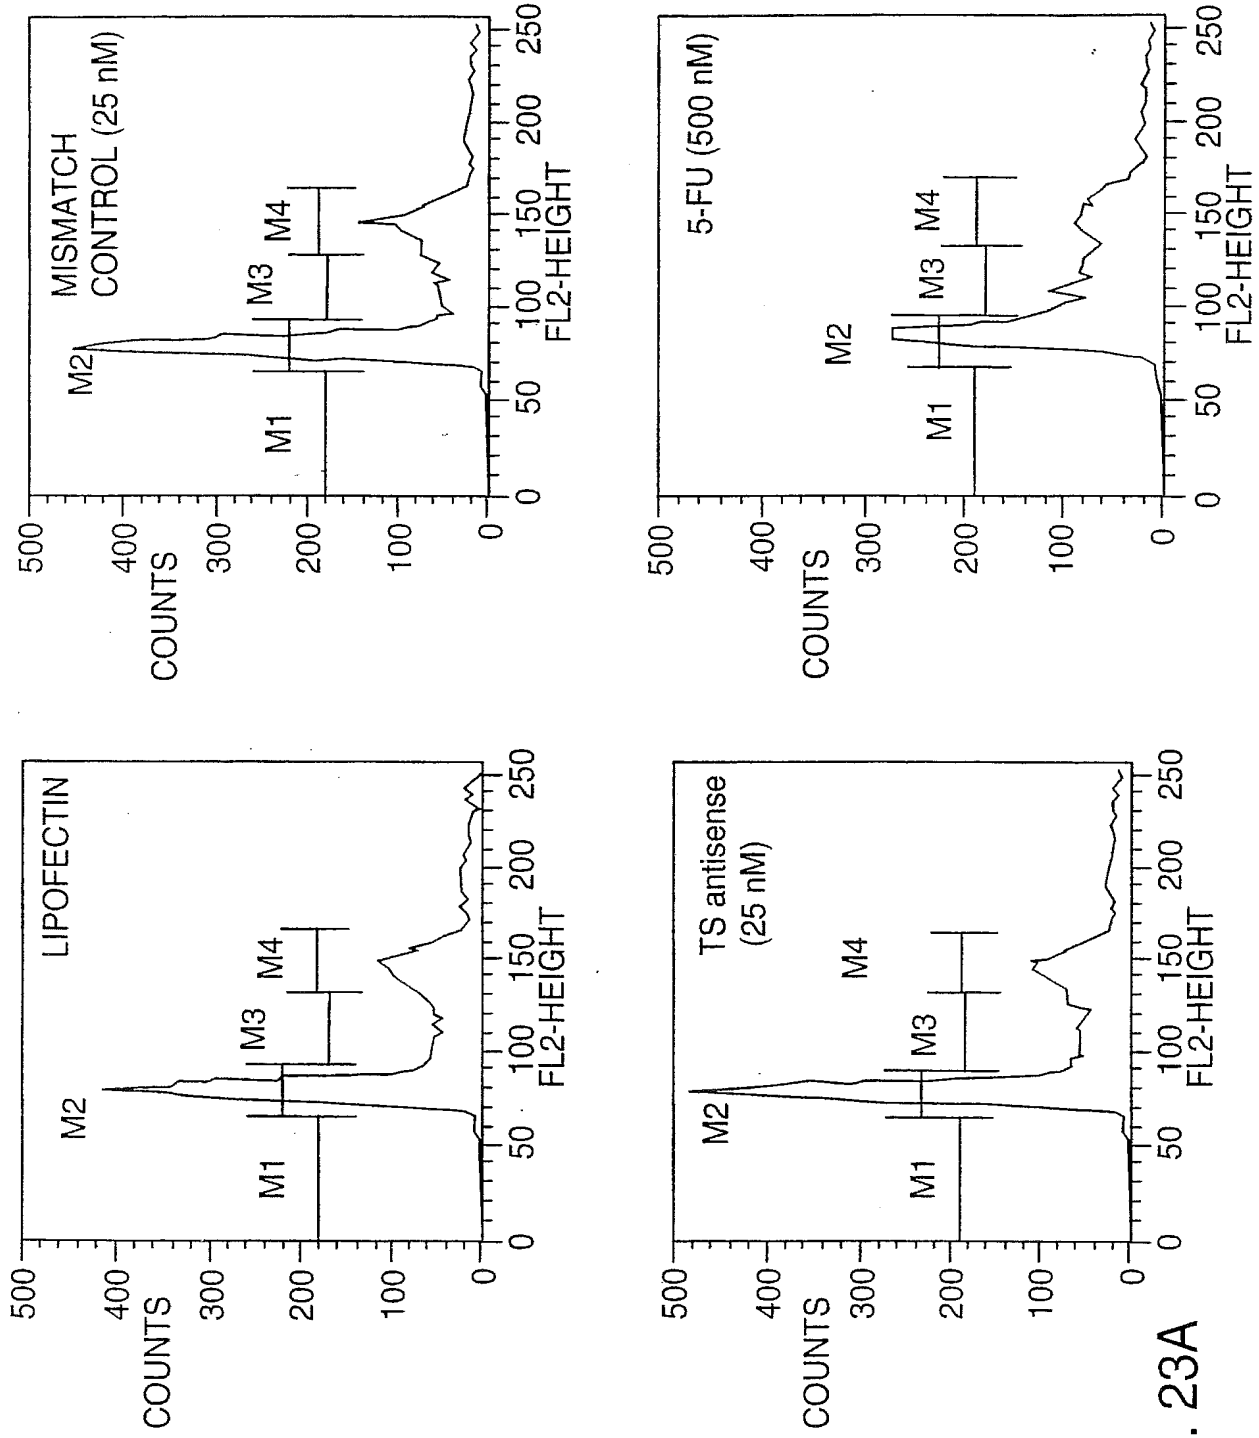 LIPOFECTIN
500
400
300
200
100
0
COUNTS
M1
M2
M3
M4
0
50
100
150
200
250
FL2-HEIGHT
MISMATCH
CONTROL (25 nM)
500
400
300
200
100
0
COUNTS
M1
M2
M3
M4
0
50
100
150
200
250
FL2-HEIGHT
TS antisense
(25 nM)
500
400
300
200
100
0
COUNTS
M1
M2
M3
M4
0
50
100
150
200
250
FL2-HEIGHT
5-FU (500 nM)
500
400
300
200
100
0
COUNTS
M1
M2
M3
M4
0
50
100
150
200
250
FL2-HEIGHT
. 23A